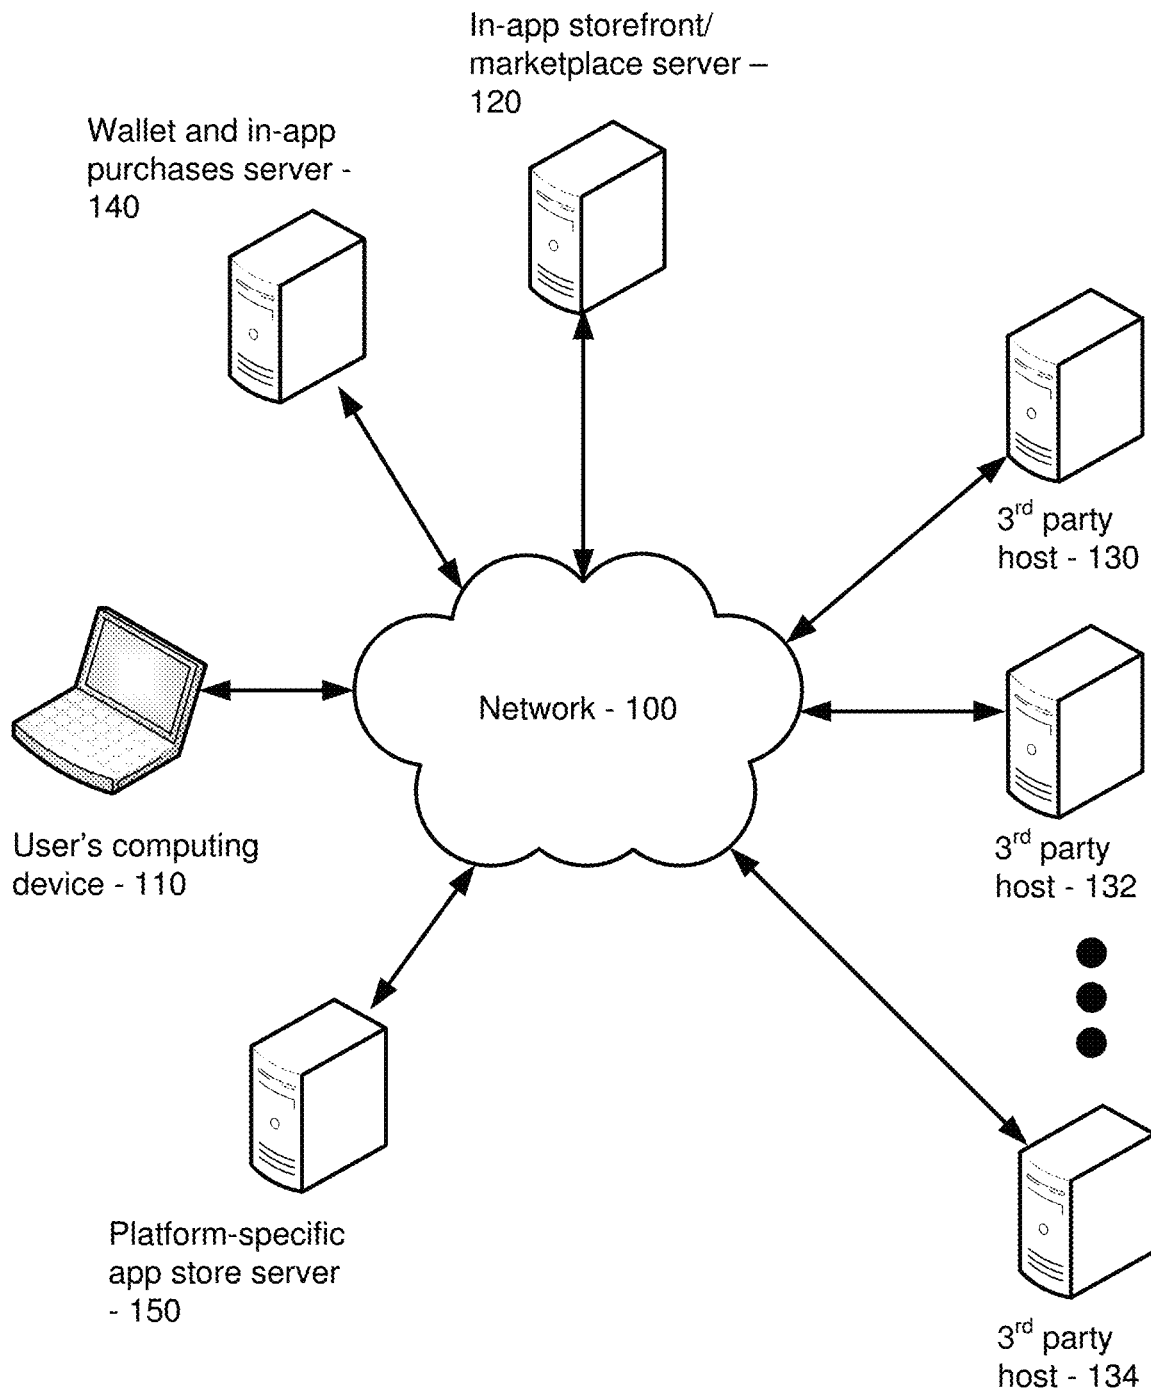 In-app storefront/
marketplace server –
120
Wallet and in-app
purchases server -
140
3rd party
host - 130
Network - 100
User's computing
device - 110
3rd party
host - 132
Platform-specific
app store server
- 150
3rd party
host - 134